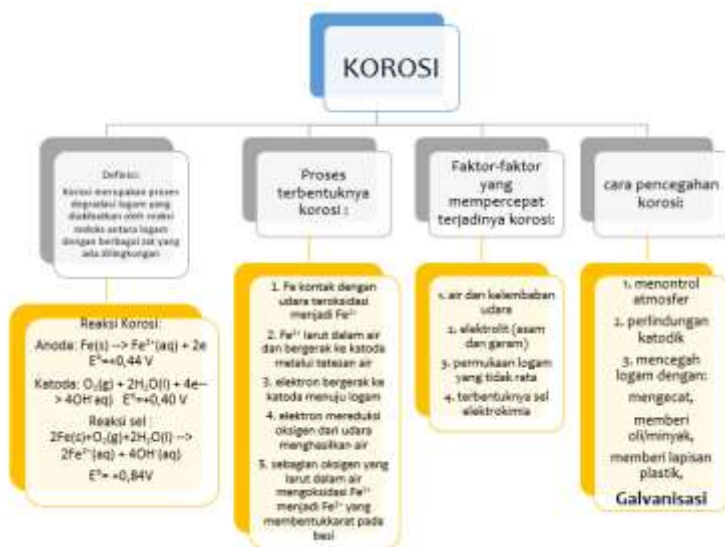 KOROSI
Definisi:
Korosi merupakan proses
degradasi logam yang
diakibatkan oleh reaksi
redoks antara logam
dengan berbagai zat yang
ada dilingkungan
Reaksi Korosi:
Anoda: Fe(s) --> Fe²⁺(aq) + 2e
E⁰=+0,44 V
Katoda: O₂(g) + 2H₂O(l) + 4e--
> 4OH⁻(aq) E⁰=+0,40 V
Reaksi sel :
2Fe(s)+O₂(g)+2H₂O(l) -->
2Fe²⁺(aq) + 4OH⁻(aq)
E⁰= +0,84V
Proses
terbentuknya
korosi :
1. Fe kontak dengan
udara teroksidasi
menjadi Fe²⁺
2. Fe²⁺ larut dalam air
dan bergerak ke katoda
melalui tetesan air
3. elektron bergerak ke
katoda menuju logam
4. elektron mereduksi
oksigen dari udara
menghasilkan air
5. sebagian oksigen yang
larut dalam air
mengoksidasi
menjadi yang
membentukkarat pada
besi
Faktor-faktor
yang
mempercepat
terjadinya korosi:
1. air dan kelembaban
udara
2. elektrolit (asam
dan garam)
3. permukaan logam
yang tidak rata
4. terbentuknya sel
elektrokimia
cara pencegahan
korosi:
1. menontrol
atmosfer
2. perlindungan
katodik
3. mencegah
logam dengan:
mengecat,
memberi
oli/minyak,
memberi lapisan
plastik,
Galvanisasi